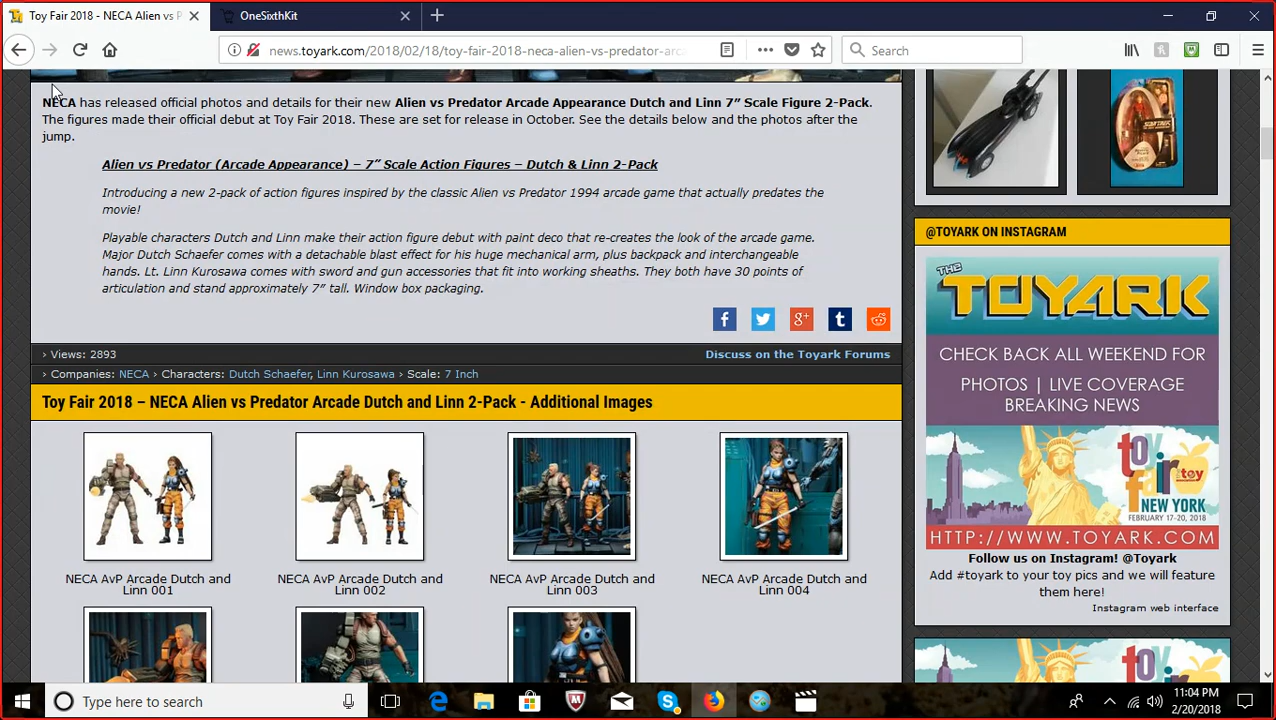 Toy Fair 2018 - NECA Alien vs P
OneSixthKit
news.toyark.com/2018/02/18/toy-fair-2018-neca-alien-vs-predator-arc
Search
NECA has released official photos and details for their new Alien vs Predator Arcade Appearance Dutch and Linn 7” Scale Figure 2-Pack.
The figures made their official debut at Toy Fair 2018. These are set for release in October. See the details below and the photos after the
jump.
Alien vs Predator (Arcade Appearance) – 7” Scale Action Figures – Dutch & Linn 2-Pack
Introducing a new 2-pack of action figures inspired by the classic Alien vs Predator 1994 arcade game that actually predates the
movie!
Playable characters Dutch and Linn make their action figure debut with paint deco that re-creates the look of the arcade game.
Major Dutch Schaefer comes with a detachable blast effect for his huge mechanical arm, plus backpack and interchangeable
hands. Lt. Linn Kurosawa comes with sword and gun accessories that fit into working sheaths. They both have 30 points of
articulation and stand approximately 7” tall. Window box packaging.
› Views: 2893
Discuss on the Toyark Forums
› Companies: NECA › Characters: Dutch Schaefer, Linn Kurosawa › Scale: 7 Inch
Toy Fair 2018 – NECA Alien vs Predator Arcade Dutch and Linn 2-Pack - Additional Images
NECA AvP Arcade Dutch and
Linn 001
NECA AvP Arcade Dutch and
Linn 002
NECA AvP Arcade Dutch and
Linn 003
NECA AvP Arcade Dutch and
Linn 004
@TOYARK ON INSTAGRAM
THE
TOYARK
CHECK BACK ALL WEEKEND FOR
PHOTOS | LIVE COVERAGE
BREAKING NEWS
toy
fair
NEW YORK
FEBRUARY 17-20, 2018
HTTP://WWW.TOYARK.COM
Follow us on Instagram! @Toyark
Add #toyark to your toy pics and we will feature
them here!
Instagram web interface
Type here to search
11:04 PM
2/20/2018